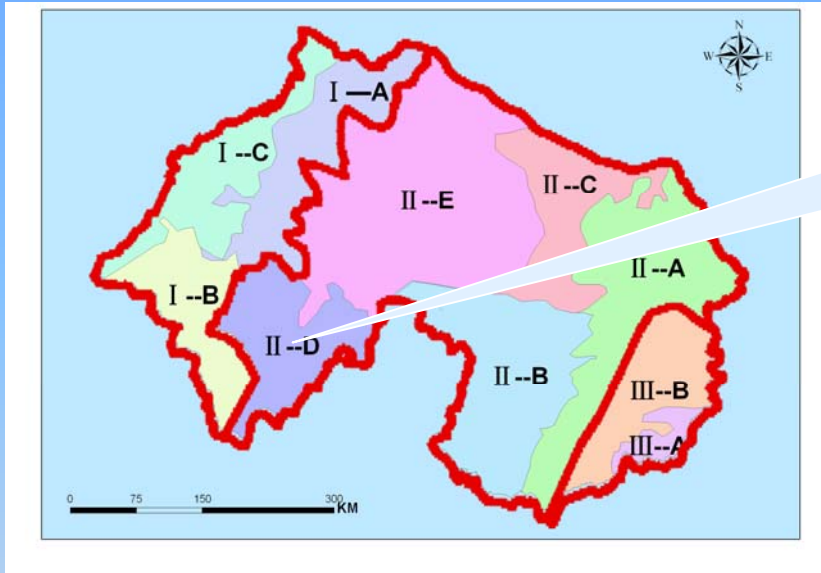 N
W E
S
I —A
I --C
II --C
II --E
II --A
I --B
II --D
II --B
III--B
III--A
0 75 150 300
KM